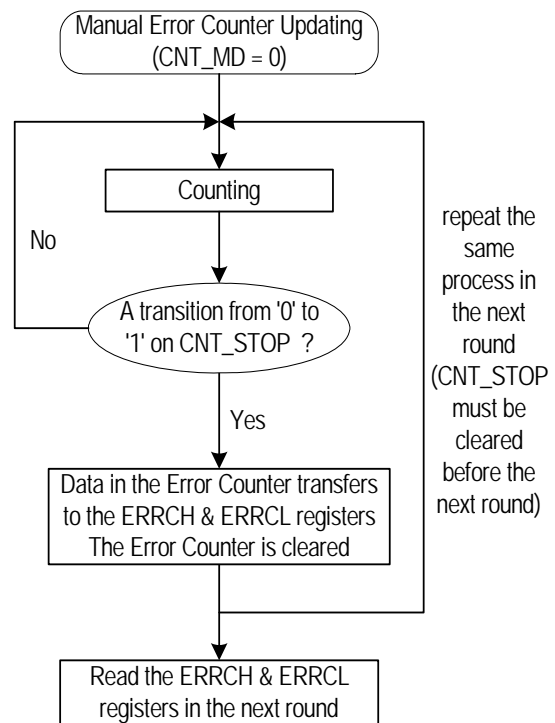 Manual Error Counter Updating
(CNT_MD = 0)
Counting
No
A transition from '0' to
'1' on CNT_STOP ?
Yes
Data in the Error Counter transfers
to the ERRCH & ERRCL registers
The Error Counter is cleared
repeat the
same
process in
the next
round
(CNT_STOP
must be
cleared
before the
next round)
Read the ERRCH & ERRCL
registers in the next round